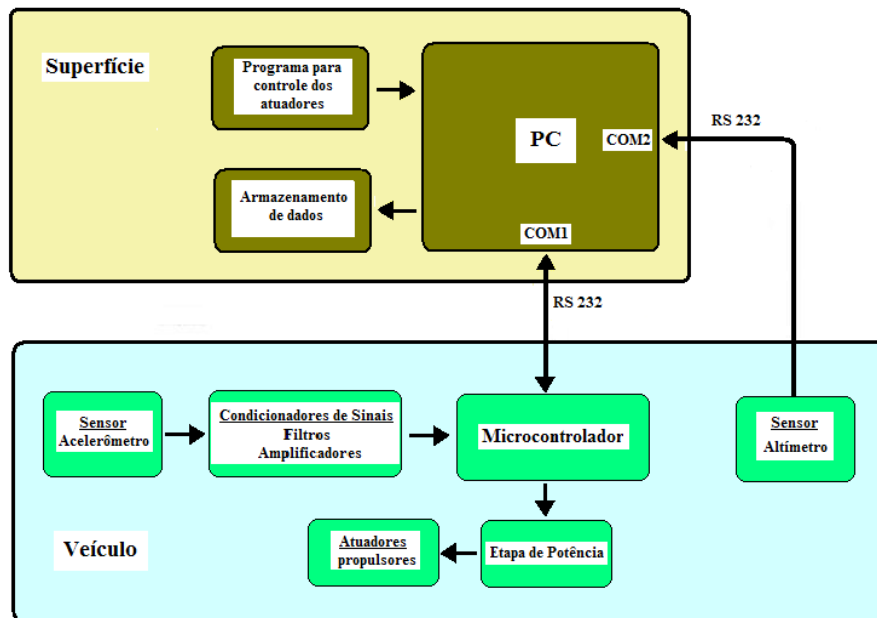 Superfície
Programa para
controle dos
atuadores
PC
COM2
RS 232
Armazenamento
de dados
COM1
RS 232
Sensor
Acelerômetro
Condicionadores de Sinais
Filtros
Amplificadores
Microcontrolador
Sensor
Altímetro
Veículo
Atuadores
propulsores
Etapa de Potência